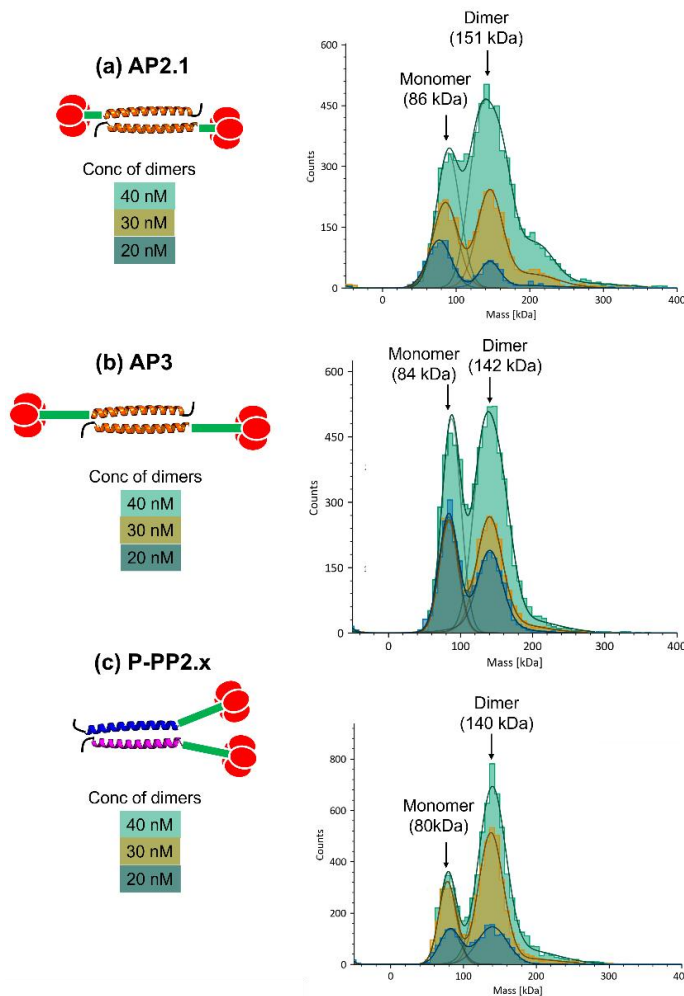 (a) AP2.1
Conc of dimers
40 nM
30 nM
20 nM
Dimer
(151 kDa)
Monomer
(86 kDa)
600
450
300
150
0
Counts
0 100 200 300 400
Mass [kDa]
(b) AP3
Conc of dimers
40 nM
30 nM
20 nM
Monomer
(84 kDa)
Dimer
(142 kDa)
600
450
300
150
0
Counts
0 100 200 300 400
Mass [kDa]
(c) P-PP2.x
Conc of dimers
40 nM
30 nM
20 nM
Dimer
(140 kDa)
Monomer
(80kDa)
800
600
400
200
0
Counts
0 100 200 300 400
Mass [kDa]